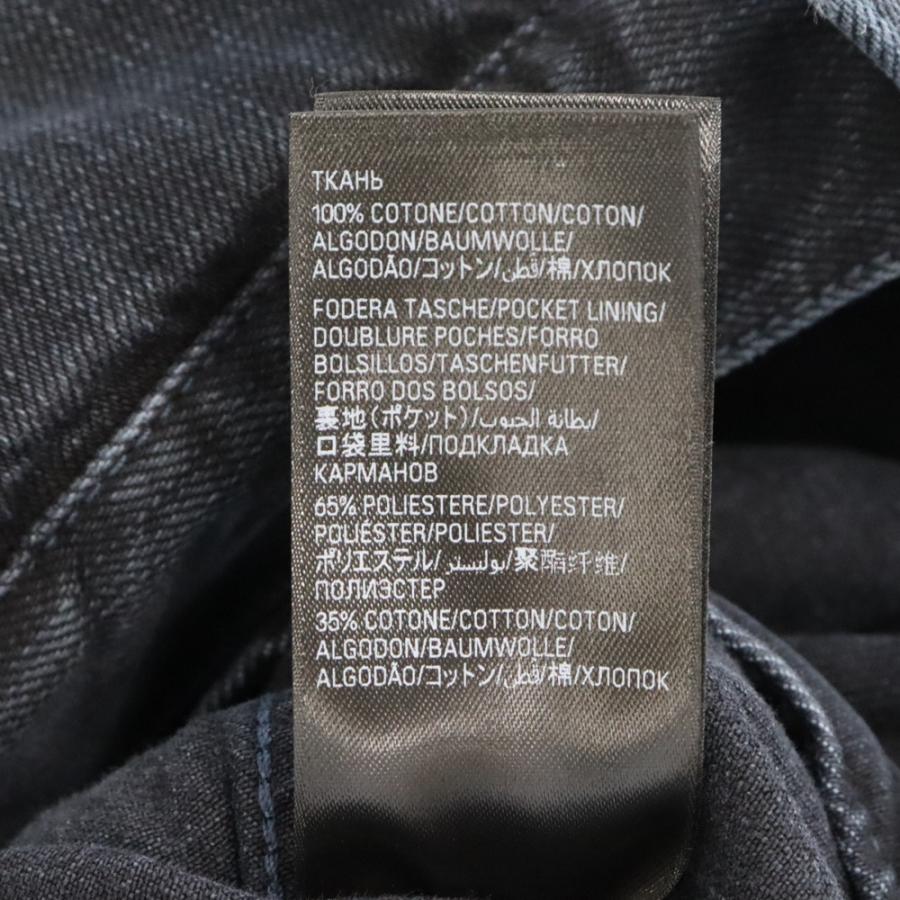 ТКАНЬ
100% COTONE/COTTON/COTON/
ALGODON/BAUMWOLLE/
ALGODÃO/コットン/قطن/棉/ХЛОПОК
FODERA TASCHE/POCKET LINING/
DOUBLURE POCHES/FORRO
BOLSILLOS/TASCHENFUTTER/
FORRO DOS BOLSOS/
裏地(ポケット)/بطانة الجيوب/
口袋里料/ПОДКЛАДКА
КАРМАНОВ
65% POLIESTERE/POLYESTER/
POLIÉSTER/POLIESTER/
ポリエステル/بوليستر/聚酯纤维/
ПОЛИЭСТЕР
35% COTONE/COTTON/COTON/
ALGODON/BAUMWOLLE/
ALGODÃO/コットン/قطن/棉/ХЛОПОК